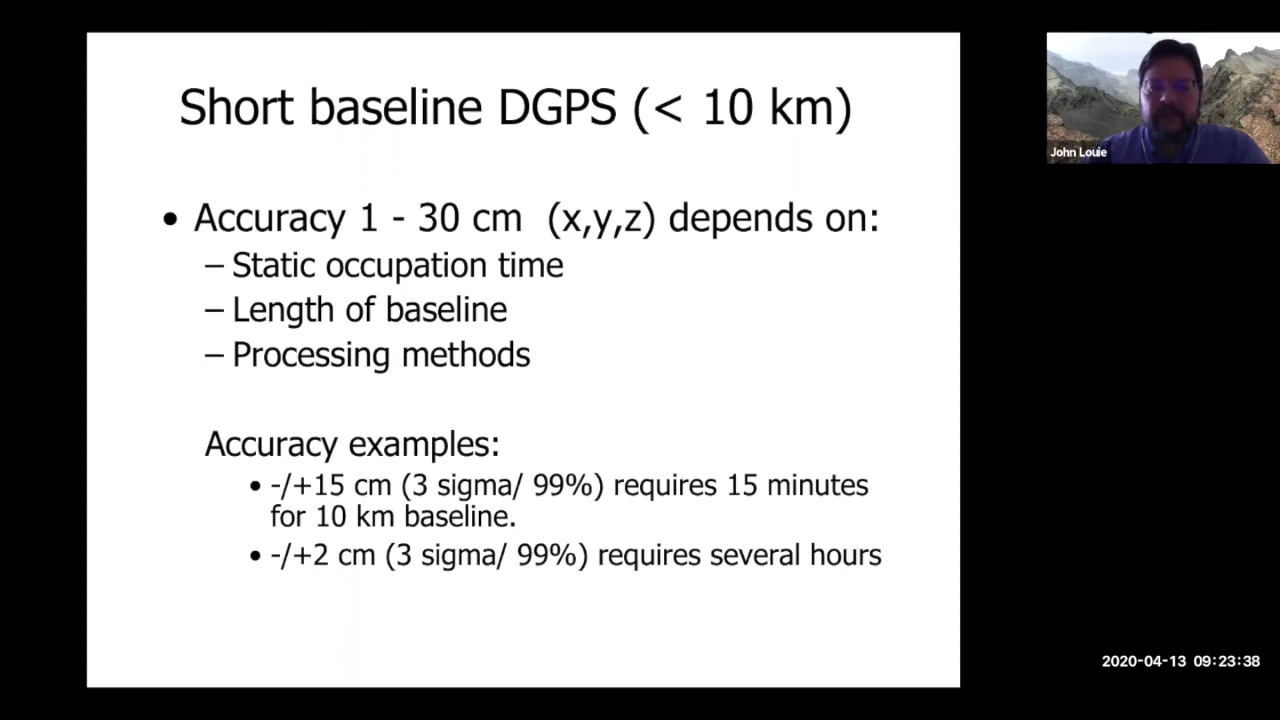 Short baseline DGPS (< 10 km)
• Accuracy 1 - 30 cm (x,y,z) depends on:
– Static occupation time
– Length of baseline
– Processing methods
Accuracy examples:
• -/+15 cm (3 sigma/ 99%) requires 15 minutes
for 10 km baseline.
• -/+2 cm (3 sigma/ 99%) requires several hours
John Louie
2020-04-13 09:23:38